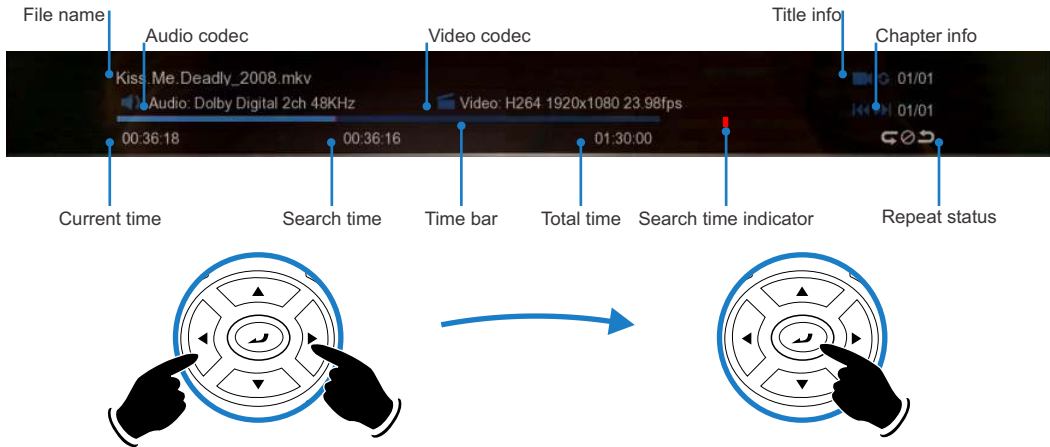 File name
Title info
Audio codec
Video codec
Chapter info
Kiss.Me.Deadly_2008.mkv
01/01
Audio: Dolby Digital 2ch 48KHz
Video: H264 1920x1080 23.98fps
01/01
00:36:18
00:36:16
01:30:00
Current time
Search time
Time bar
Total time
Search time indicator
Repeat status